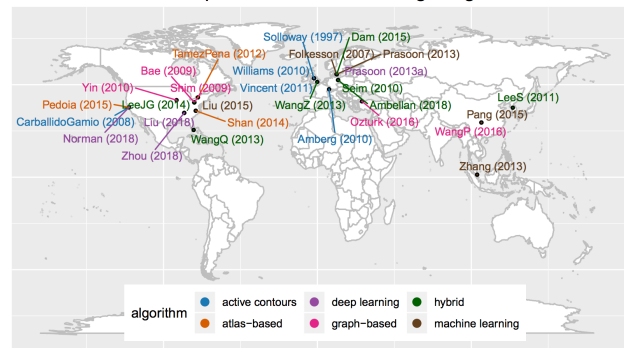 Solloway (1997)
Dam (2015)
TamezPena (2012)
Folkesson (2007)
Prasoon (2013)
Bae (2009)
Williams (2010)
Prasoon (2013a)
Yin (2010)
Shim (2009)
Vincent (2011)
Seim (2010)
LeeS (2011)
Pedoia (2015)
LeeJG (2014)
Liu (2015)
WangZ (2013)
Ambellan (2018)
Pang (2015)
CarballidoGamio (2008)
Liu (2018)
Shan (2014)
Ozturk (2016)
WangP (2016)
Norman (2018)
WangQ (2013)
Amberg (2010)
Zhou (2018)
Zhang (2013)
algorithm
active contours
deep learning
hybrid
atlas-based
graph-based
machine learning